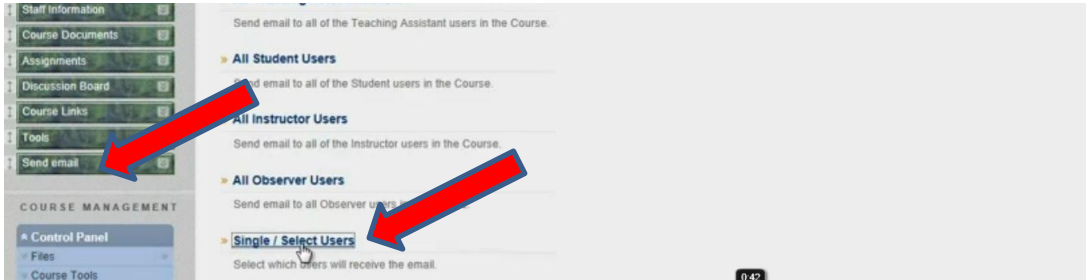 Staff Information
Course Documents
Assignments
Discussion Board
Course Links
Tools
Send email
COURSE MANAGEMENT
Control Panel
Files
Course Tools
Send email to all of the Teaching Assistant users in the Course.
» All Student Users
email to all of the Student users in the Course.
All Instructor Users
Send email to all of the Instructor users in the Course.
» All Observer Users
Send email to all Observer users
» Single / Select Users
Select which users will receive the email.
0:42